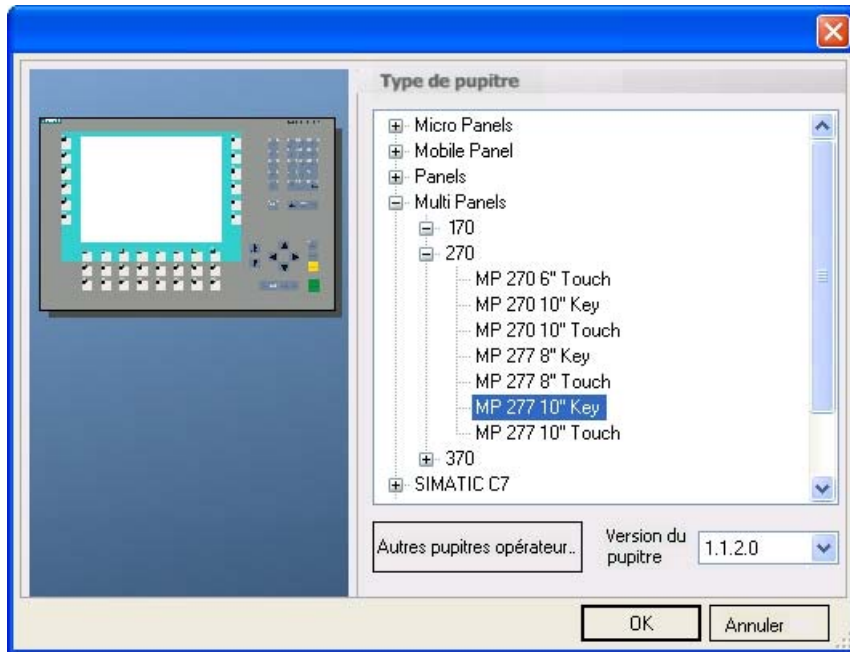 Type de pupitre
Micro Panels
Mobile Panel
Panels
Multi Panels
170
270
MP 270 6" Touch
MP 270 10" Key
MP 270 10" Touch
MP 277 8" Key
MP 277 8" Touch
MP 277 10" Key
MP 277 10" Touch
370
SIMATIC C7
Autres pupitres opérateur..
Version du
pupitre
1.1.2.0
OK
Annuler